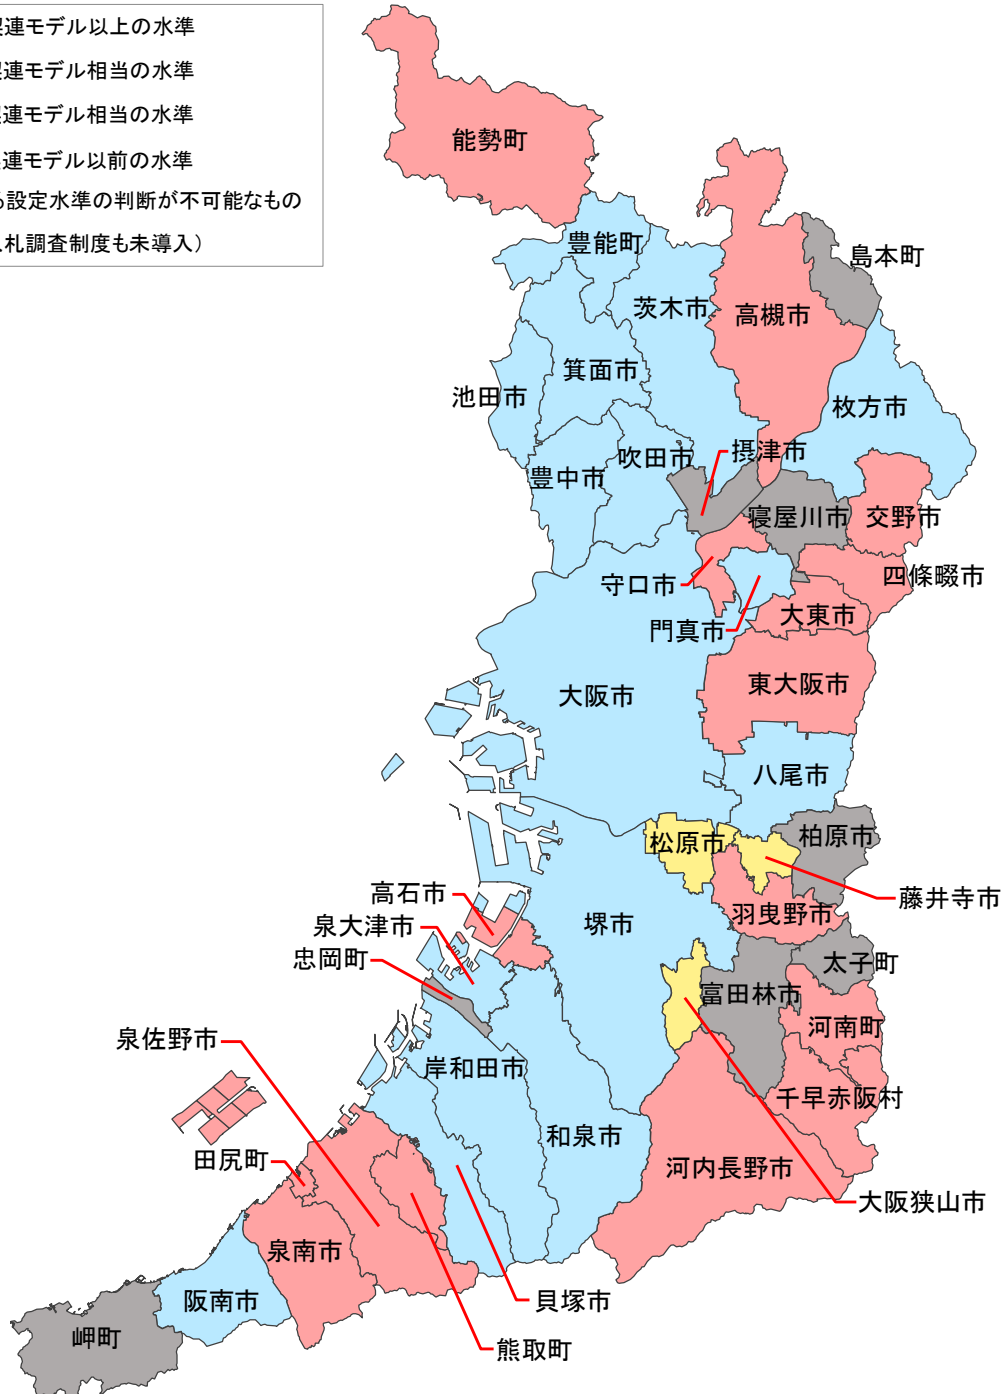 連モデル以上の水準
連モデル相当の水準
連モデル相当の水準
連モデル以前の水準
る設定水準の判断が不可能なもの
札調査制度も未導入）
能勢町
豊能町
島本町
茨木市
高槻市
箕面市
池田市
枚方市
摂津市
吹田市
豊中市
寝屋川市
交野市
四條畷市
守口市
大東市
門真市
東大阪市
大阪市
八尾市
柏原市
松原市
高石市
藤井寺市
羽曳野市
泉大津市
堺市
忠岡町
太子町
富田林市
河南町
泉佐野市
岸和田市
千早赤阪村
和泉市
田尻町
河内長野市
大阪狭山市
泉南市
阪南市
貝塚市
岬町
熊取町